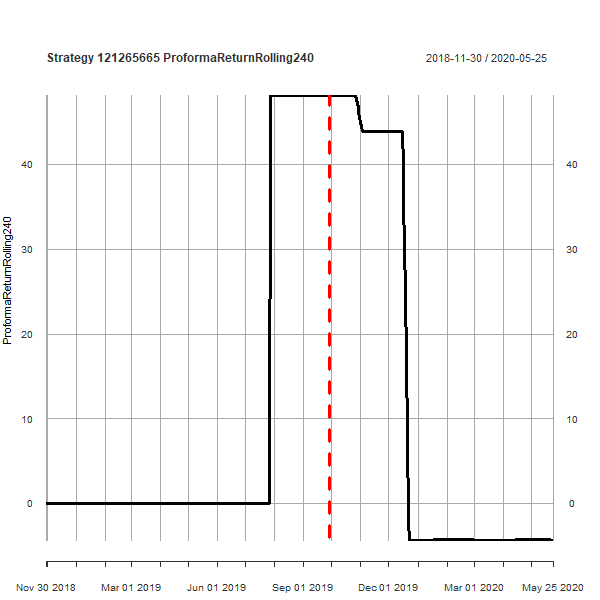 Strategy 121265665 ProformaReturnRolling240
2018-11-30 / 2020-05-25
ProformaReturnRolling240
40 40
30 30
20 20
10 10
0 0
Nov 30 2018 Mar 01 2019 Jun 01 2019 Sep 01 2019 Dec 01 2019 Mar 01 2020 May 25 2020